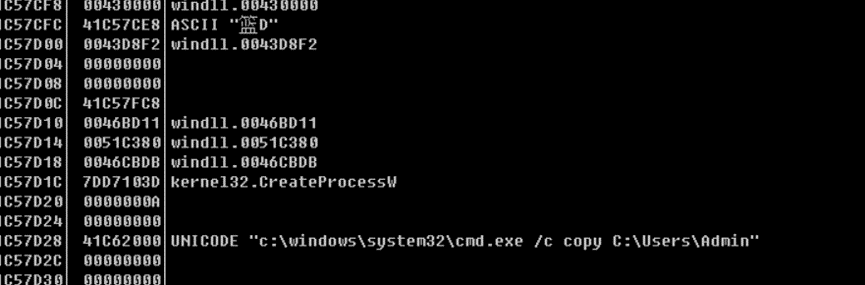 1C57CF8 00430000 windll.00430000
1C57CFC 41C57CE8 ASCII "籃D"
1C57D00 0043D8F2 windll.0043D8F2
1C57D04 00000000
1C57D08 00000000
1C57D0C 41C57FC8
1C57D10 0046BD11 windll.0046BD11
1C57D14 0051C380 windll.0051C380
1C57D18 0046CBDB windll.0046CBDB
1C57D1C 7DD7103D kernel32.CreateProcessW
1C57D20 0000000A
1C57D24 00000000
1C57D28 41C62000 UNICODE "c:\windows\system32\cmd.exe /c copy C:\Users\Admin"
1C57D2C 00000000
1C57D30 00000000